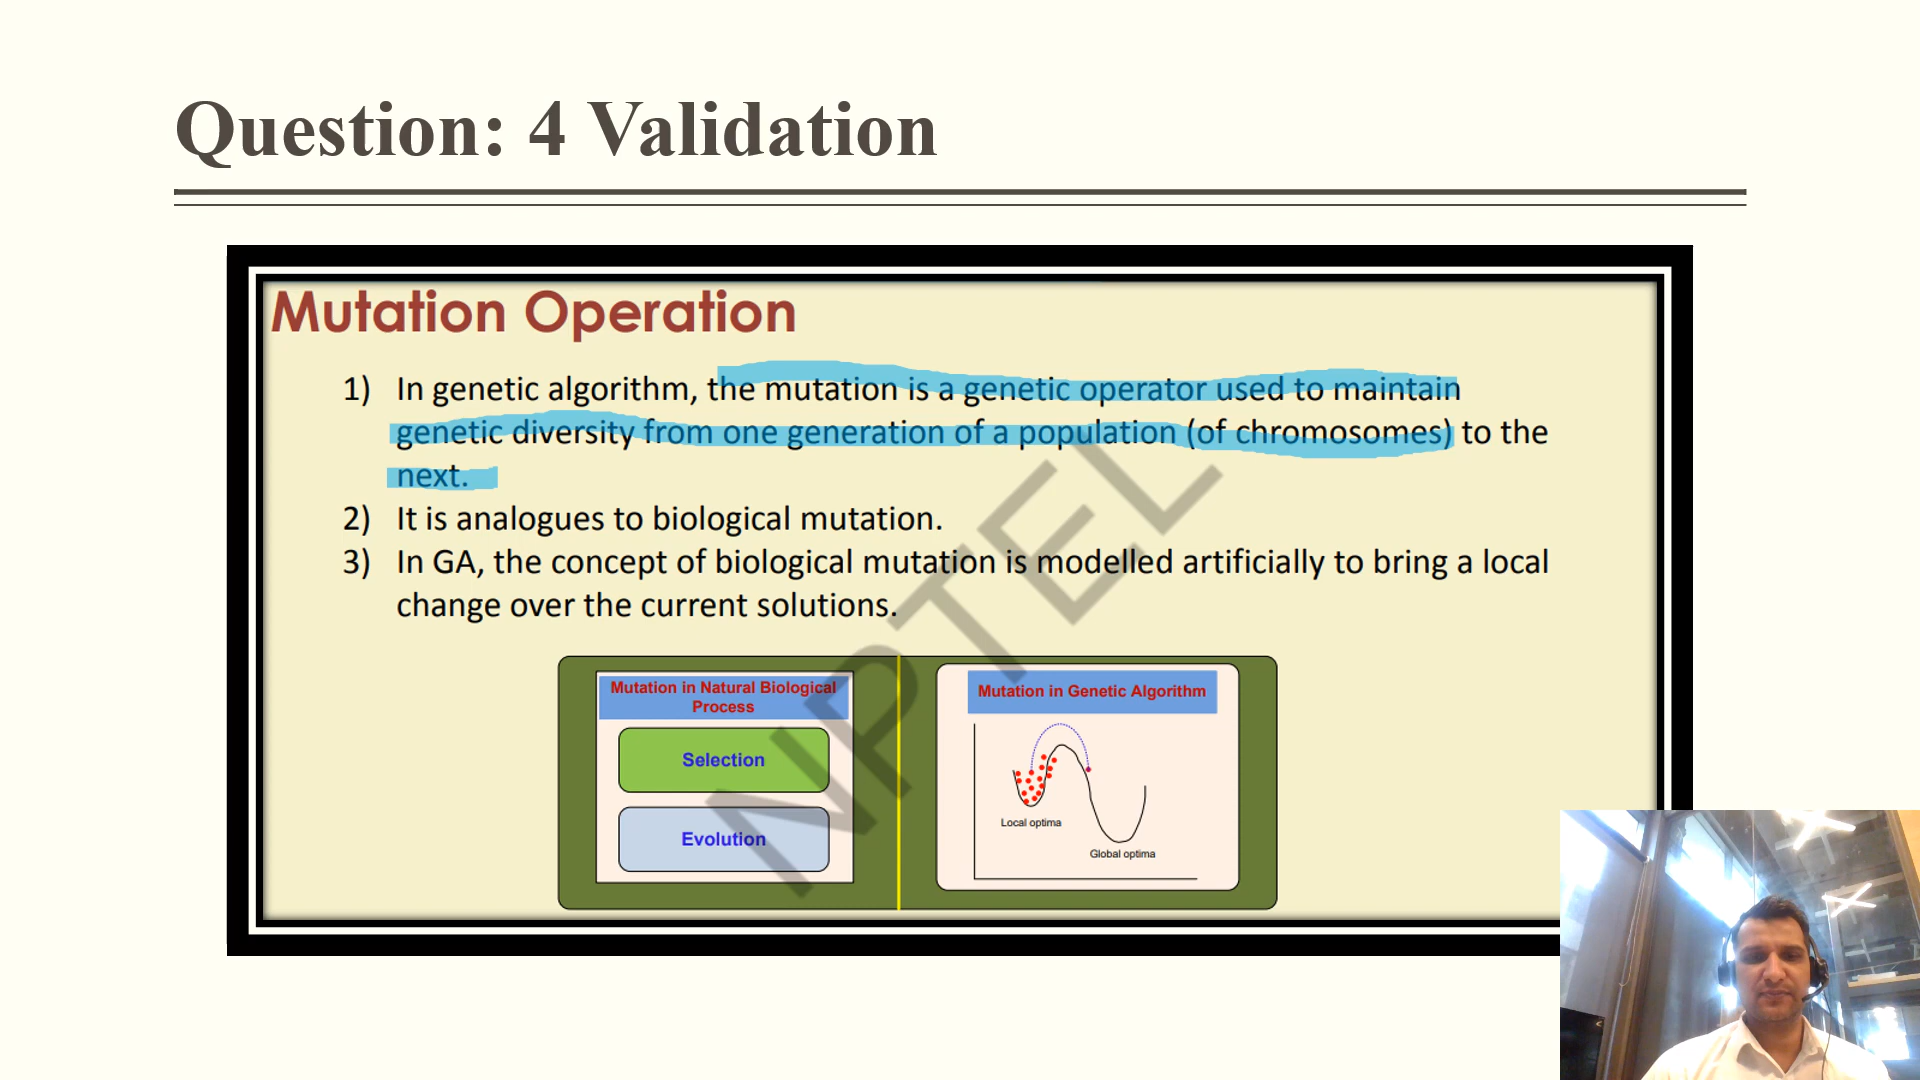 Question: 4 Validation
Mutation Operation
1) In genetic algorithm, the mutation is a genetic operator used to maintain
genetic diversity from one generation of a population (of chromosomes) to the
next.
2) It is analogues to biological mutation.
3) In GA, the concept of biological mutation is modelled artificially to bring a local
change over the current solutions.
Mutation in Natural Biological
Process
Selection
Evolution
Mutation in Genetic Algorithm
Local optima
Global optima
NPTEL